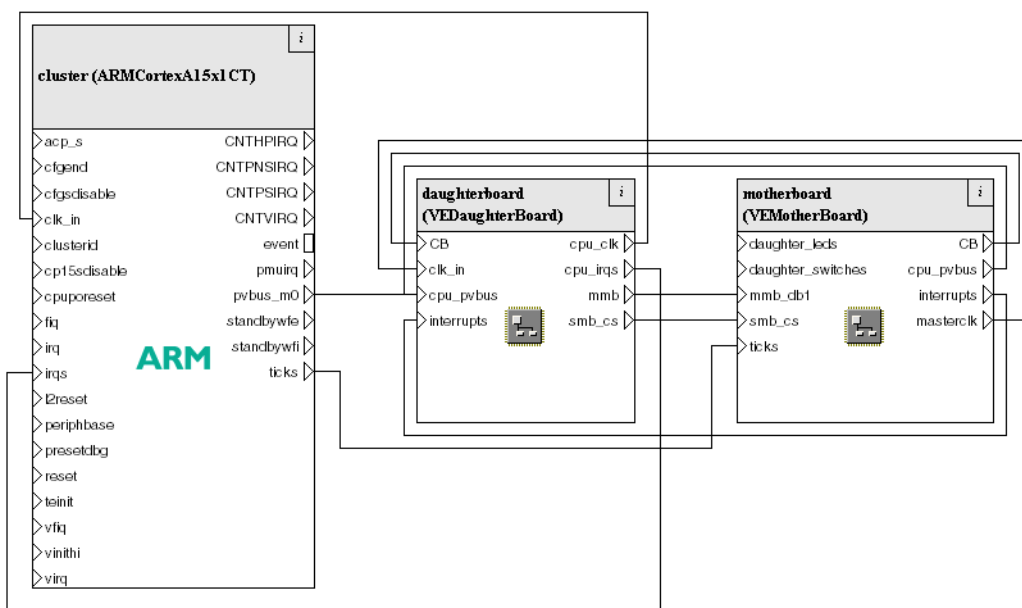 i
cluster (ARMCortexA15x1CT)
acp_s
CNTHPIRQ
cfgend
CNTPNSIRQ
cfgsdisable
CNTPSIRQ
clk_in
CNTVIRQ
clusterid
event
cp15sdisable
pmuirq
cpuporeset
pvbus_m0
fiq
standbywfe
irq
standbywfi
irqs
ticks
l2reset
periphbase
presetdbg
reset
teinit
vfiq
vinithi
virq
ARM
i
daughterboard
(VEDaughterBoard)
CB
cpu_clk
clk_in
cpu_irqs
cpu_pvbus
mmb
interrupts
smb_cs
i
motherboard
(VEMotherBoard)
daughter_leds
CB
daughter_switches
cpu_pvbus
mmb_db1
interrupts
smb_cs
masterclk
ticks